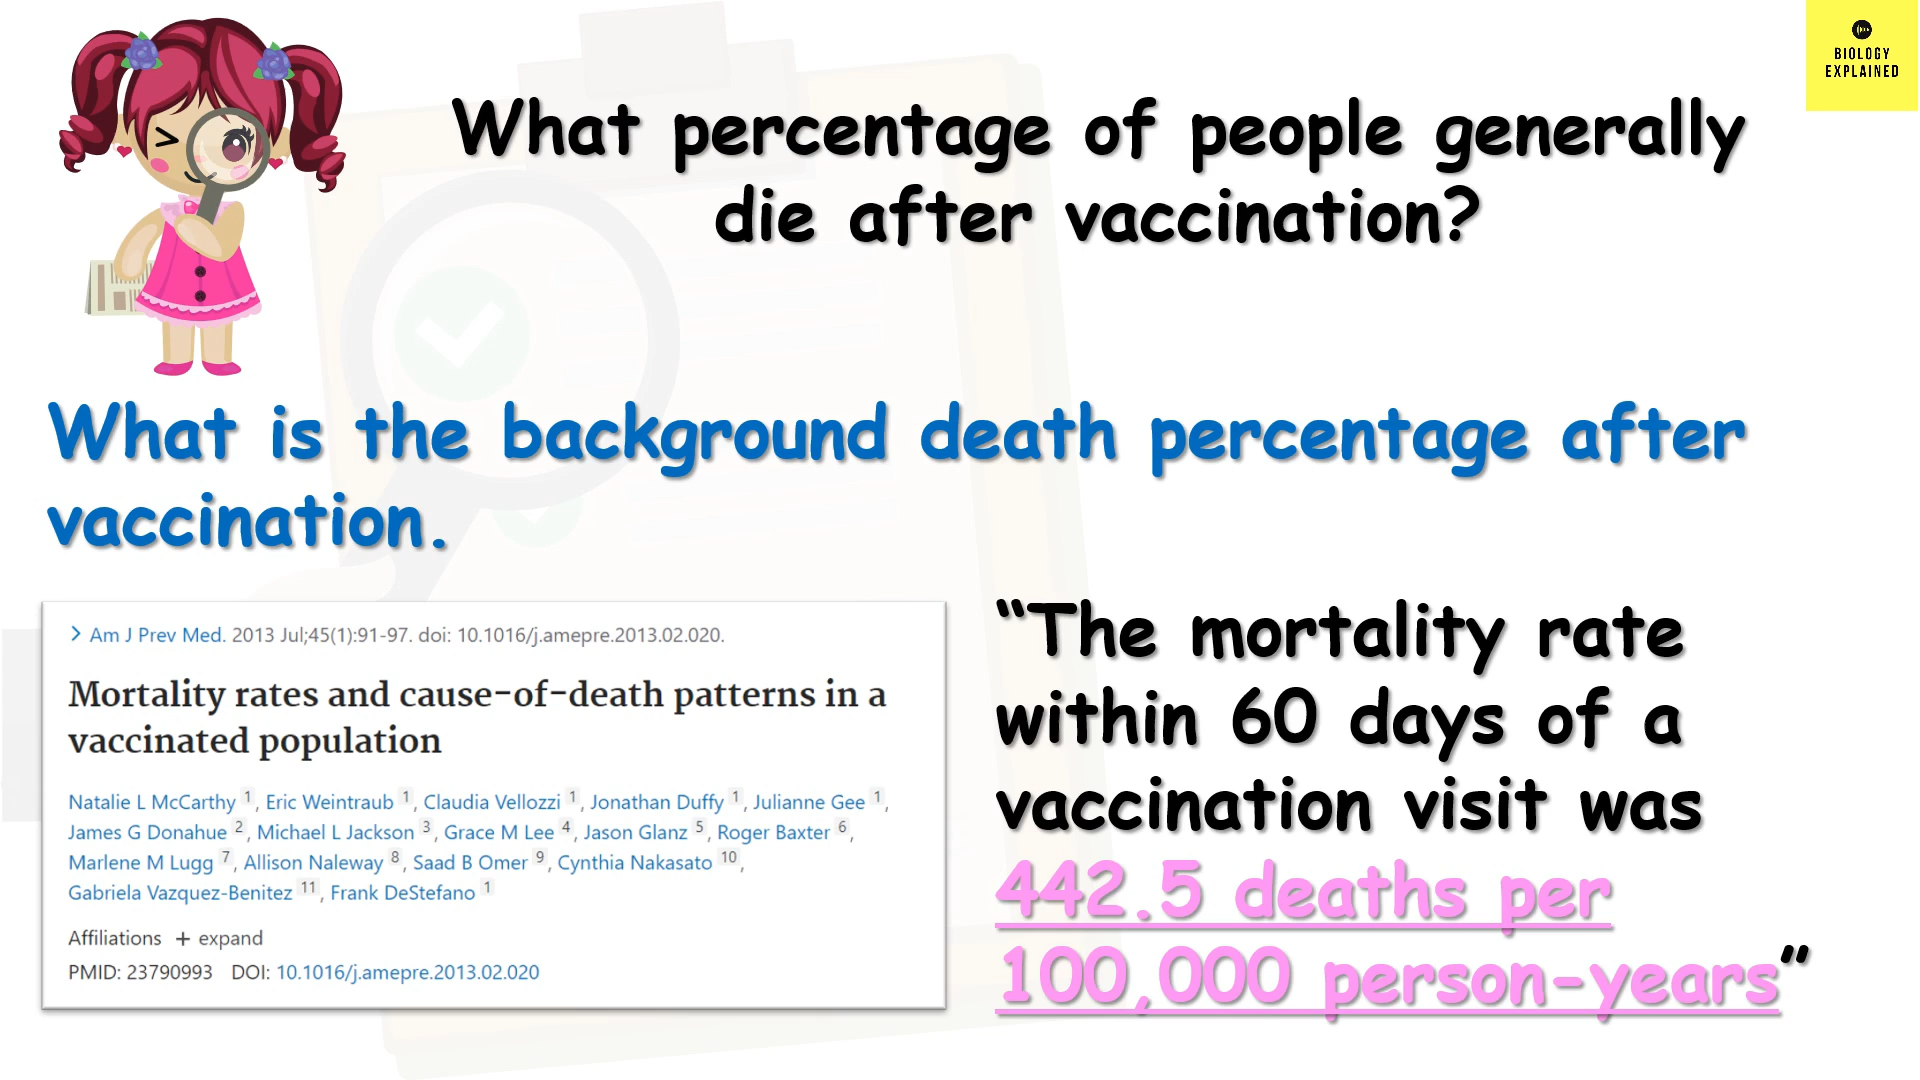 BIOLOGY
EXPLAINED
What percentage of people generally
die after vaccination?
What is the background death percentage after
vaccination.
> Am J Prev Med. 2013 Jul;45(1):91-97. doi: 10.1016/j.amepre.2013.02.020.
Mortality rates and cause-of-death patterns in a
vaccinated population
Natalie L McCarthy 1, Eric Weintraub 1, Claudia Vellozzi 1, Jonathan Duffy 1, Julianne Gee 1,
James G Donahue 2, Michael L Jackson 3, Grace M Lee 4, Jason Glanz 5, Roger Baxter 6,
Marlene M Lugg 7, Allison Naleway 8, Saad B Omer 9, Cynthia Nakasato 10,
Gabriela Vazquez-Benitez 11, Frank DeStefano 1
Affiliations + expand
PMID: 23790993 DOI: 10.1016/j.amepre.2013.02.020
“The mortality rate
within 60 days of a
vaccination visit was
442.5 deaths per
100,000 person-years”